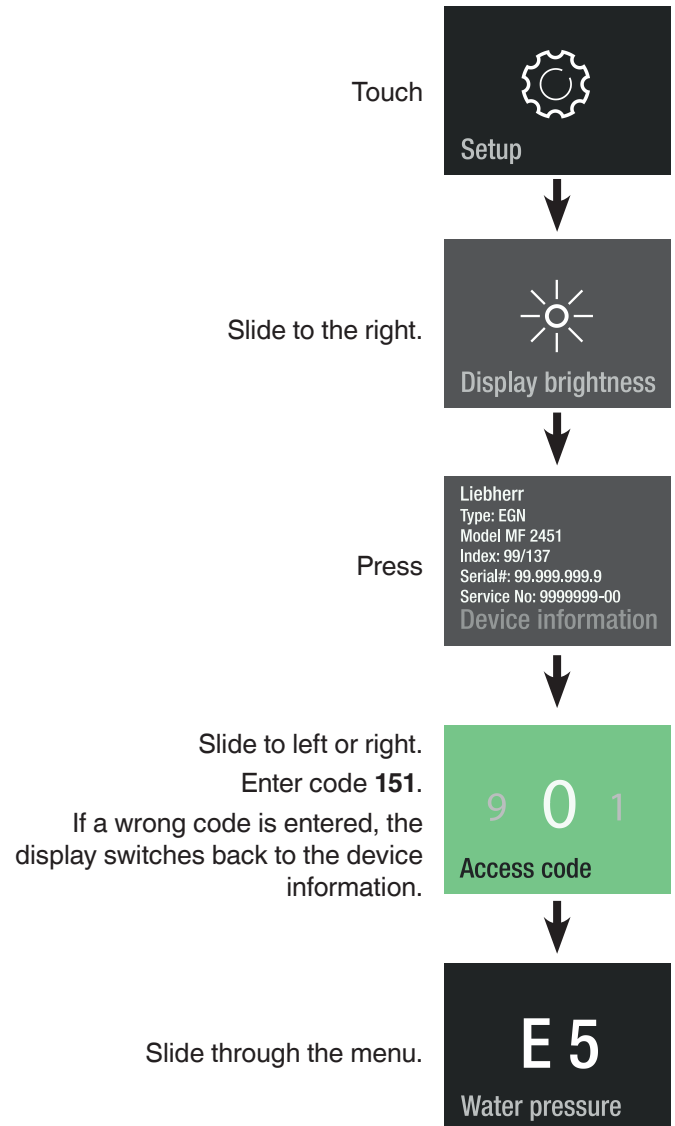 Touch
Setup
Slide to the right.
Display brightness
Press
Liebherr
Type: EGN
Model MF 2451
Index: 99/137
Serial#: 99.999.999.9
Service No: 9999999-00
Device information
Slide to left or right.
Enter code 151.
If a wrong code is entered, the
display switches back to the device
information.
9 0 1
Access code
Slide through the menu.
E 5
Water pressure